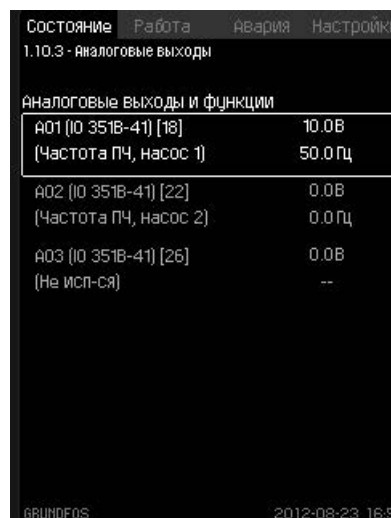 Состояние Работа Авария Настройки
1.10.3 - Аналоговые выходы
Аналоговые выходы и функции
AO1 (IO 351B-41) [18] 10.0В
(Частота ПЧ, насос 1) 50.0 Гц
AO2 (IO 351B-41) [22] 0.0В
(Частота ПЧ, насос 2) 0.0 Гц
AO3 (IO 351B-41) [26] 0.0В
(Не исп-ся) --
GRUNDFOS 2012-08-23